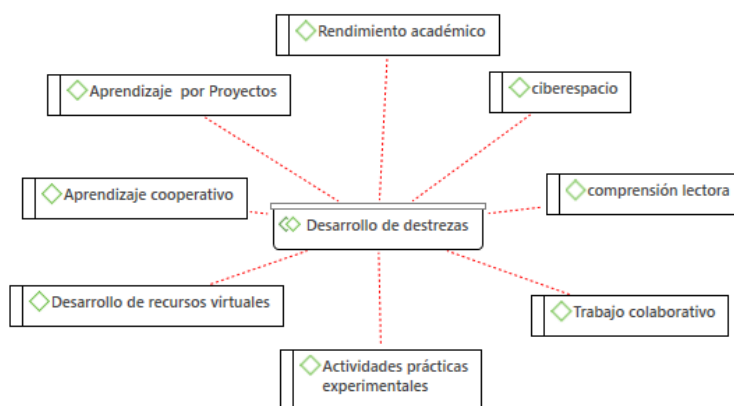 Rendimiento académico
Aprendizaje  por Proyectos
ciberespacio
Aprendizaje cooperativo
comprensión lectora
Desarrollo de destrezas
Desarrollo de recursos virtuales
Trabajo colaborativo
Actividades prácticas
experimentales